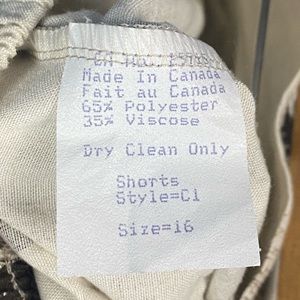 Made In Canada
Fait au Canada
65% Polyester
35% Viscose
Dry Clean Only
Shorts
Style=C1
Size=16